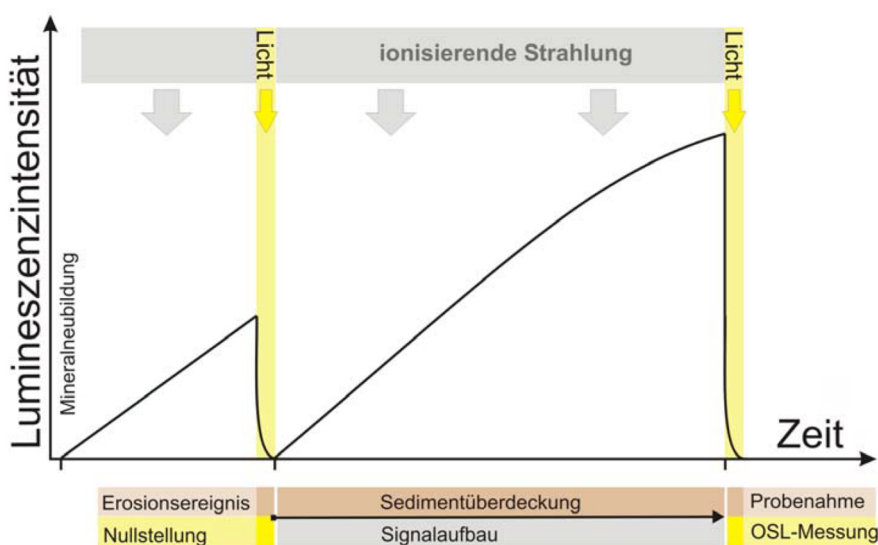 Licht
ionisierende Strahlung
Licht
Lumineszenzintensität
Mineralneubildung
Zeit
Erosionsereignis
Sedimentüberdeckung
Probenahme
Nullstellung
Signalaufbau
OSL-Messung